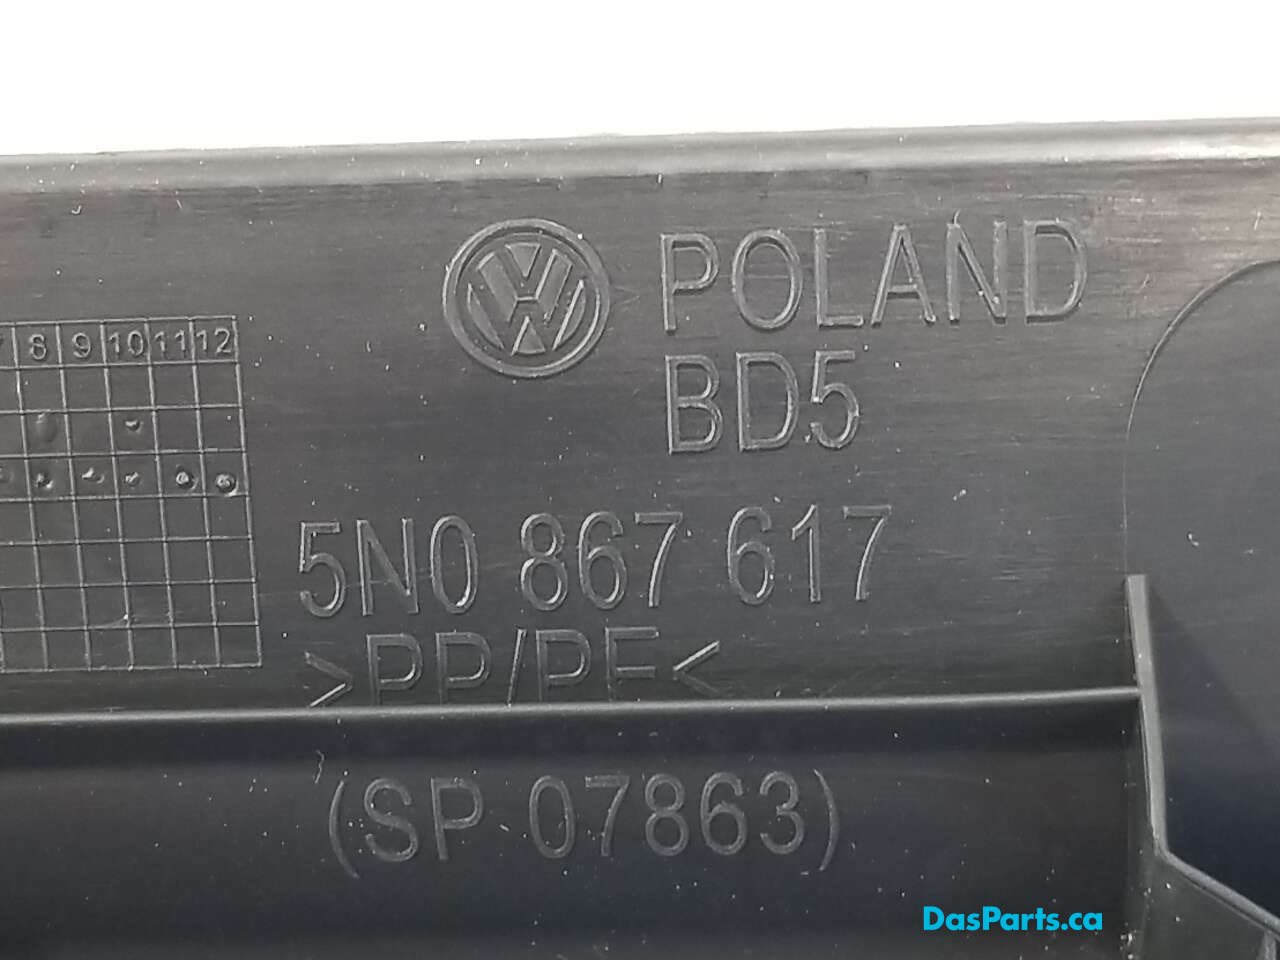 POLAND
BD5
8 9 10 11 12
5N0 867 617
>PP/PE<
(SP 07863)
DasParts.ca